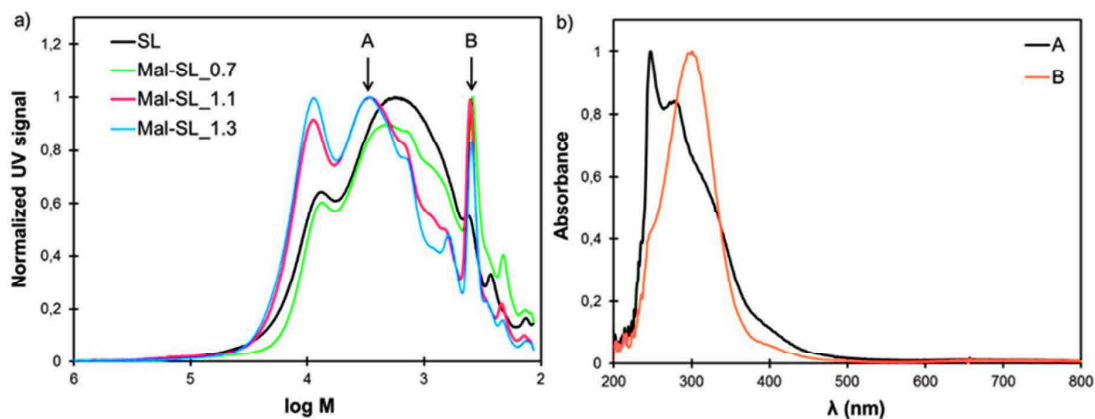 a)
1,2
1
0,8
0,6
0,4
0,2
0
6
5
4
3
2
Normalized UV signal
log M
SL
Mal-SL_0.7
Mal-SL_1.1
Mal-SL_1.3
A
B
b)
1
0,8
0,6
0,4
0,2
0
200
300
400
500
600
700
800
Absorbance
λ (nm)
A
B